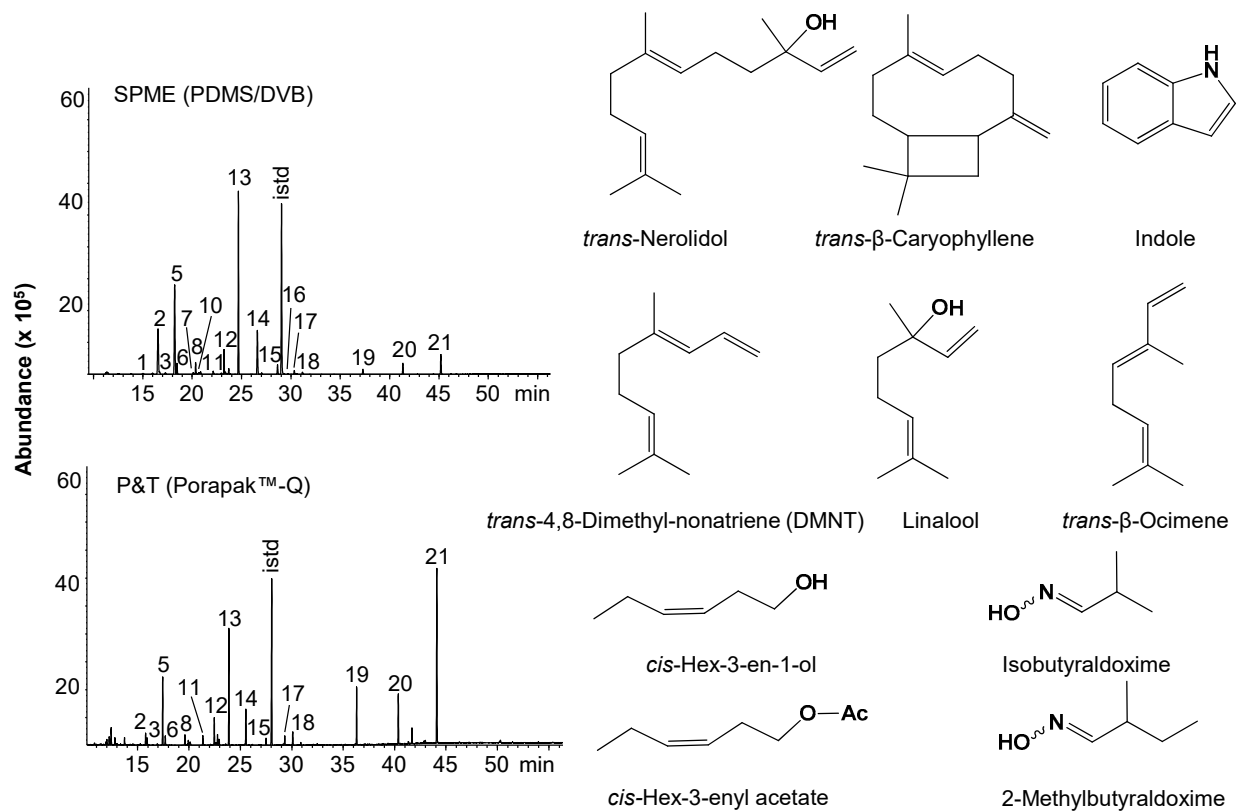 SPME (PDMS/DVB)
Abundance (x 10⁵)
60
40
20
1
2
3
5
6
7
8
10
11
12
13
14
15
istd
16
17
18
19
20
21
15 20 25 30 35 40 45 50 min
P&T (Porapak™-Q)
60
40
20
2
3
5
6
8
11
12
13
14
15
istd
17
18
19
20
21
20 25 30 35 40 45 50 min
OH
trans-Nerolidol
trans-β-Caryophyllene
H
N
Indole
trans-4,8-Dimethyl-nonatriene (DMNT)
OH
Linalool
trans-β-Ocimene
OH
cis-Hex-3-en-1-ol
HO N
Isobutyraldoxime
O Ac
cis-Hex-3-enyl acetate
HO N
2-Methylbutyraldoxime